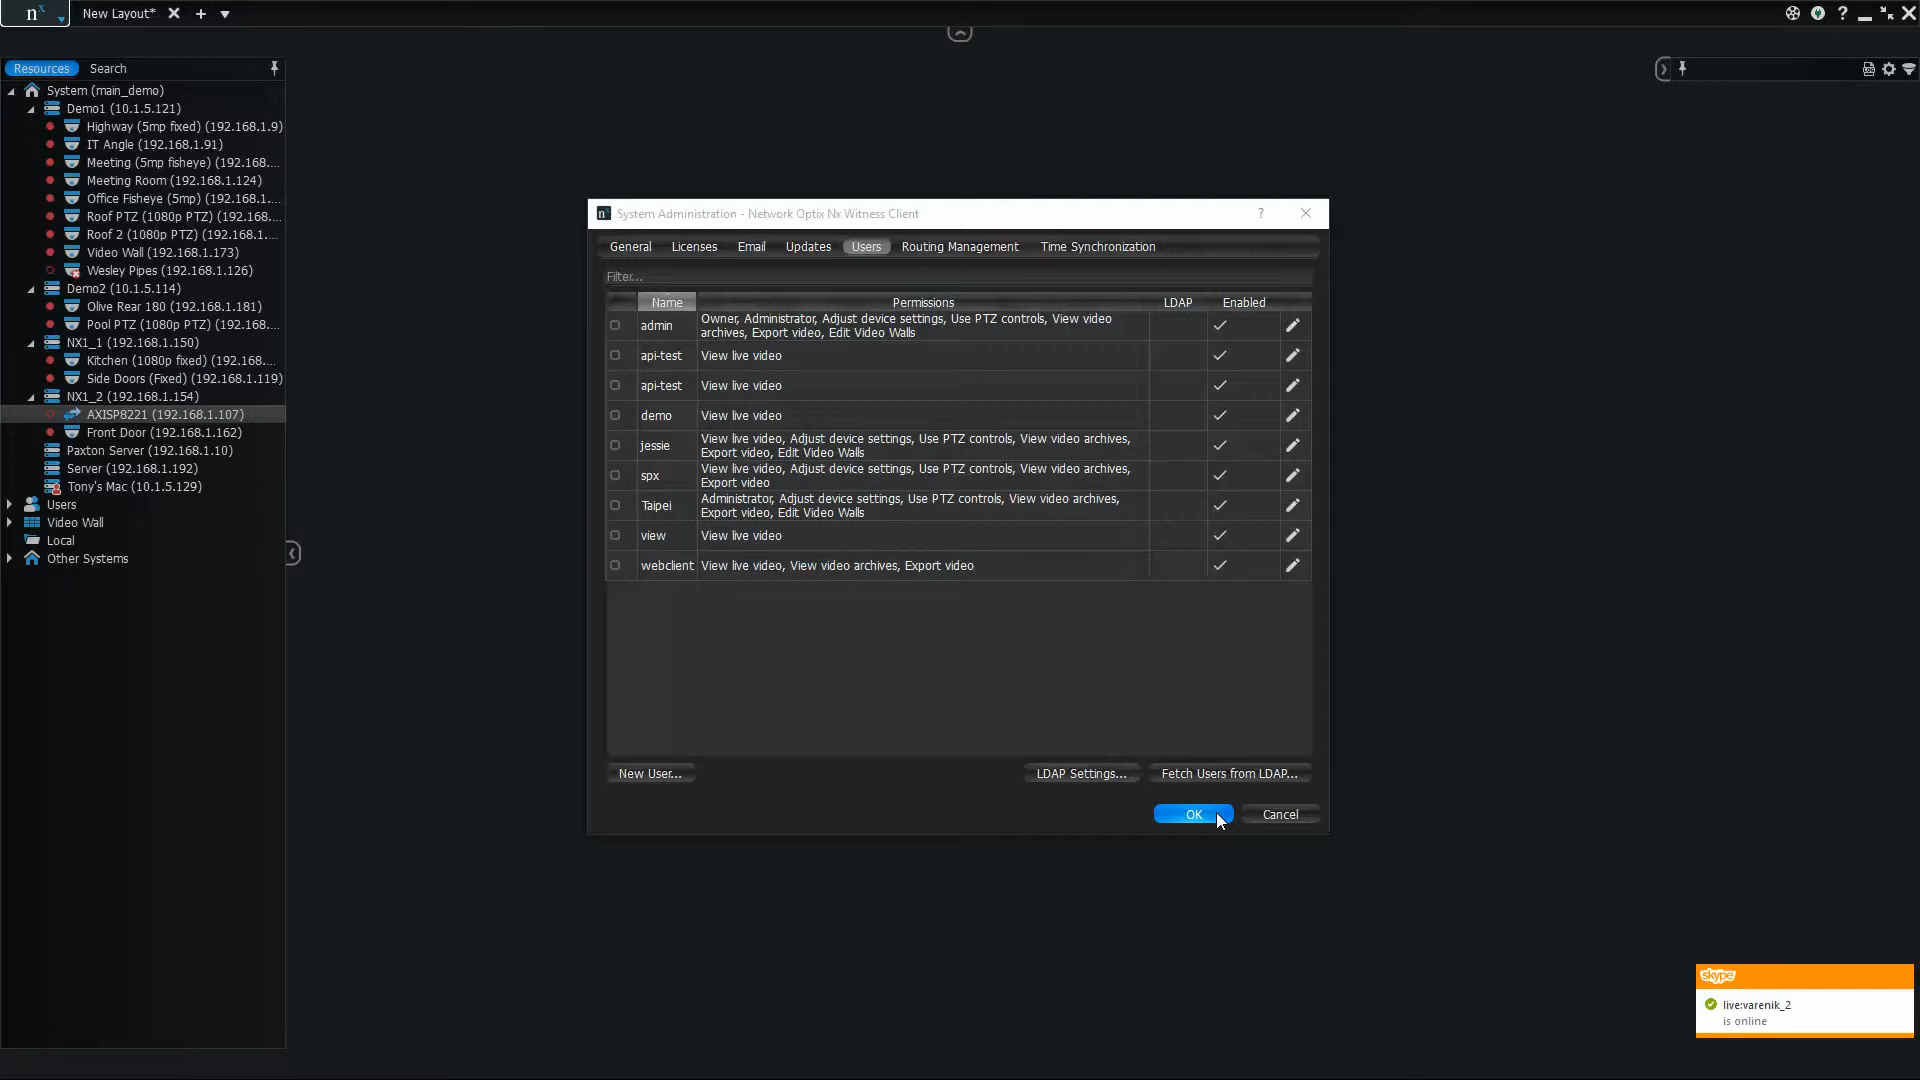 nx
New Layout*
Resources
Search
System (main_demo)
Demo1 (10.1.5.121)
Highway (5mp fixed) (192.168.1.9)
IT Angle (192.168.1.91)
Meeting (5mp fisheye) (192.168....
Meeting Room (192.168.1.124)
Office Fisheye (5mp) (192.168.1....
Roof PTZ (1080p PTZ) (192.168....
Roof 2 (1080p PTZ) (192.168.1....
Video Wall (192.168.1.173)
Wesley Pipes (192.168.1.126)
Demo2 (10.1.5.114)
Olive Rear 180 (192.168.1.181)
Pool PTZ (1080p PTZ) (192.168....
NX1_1 (192.168.1.150)
Kitchen (1080p fixed) (192.168....
Side Doors (Fixed) (192.168.1.119)
NX1_2 (192.168.1.154)
AXISP8221 (192.168.1.107)
Front Door (192.168.1.162)
Paxton Server (192.168.1.10)
Server (192.168.1.192)
Tony's Mac (10.1.5.129)
Users
Video Wall
Local
Other Systems
System Administration - Network Optix Nx Witness Client
General Licenses Email Updates Users Routing Management Time Synchronization
Filter...
Name Permissions LDAP Enabled
admin Owner, Administrator, Adjust device settings, Use PTZ controls, View video
archives, Export video, Edit Video Walls
api-test View live video
api-test View live video
demo View live video
jessie View live video, Adjust device settings, Use PTZ controls, View video archives,
Export video, Edit Video Walls
spx View live video, Adjust device settings, Use PTZ controls, View video archives,
Export video
Taipei Administrator, Adjust device settings, Use PTZ controls, View video archives,
Export video, Edit Video Walls
view View live video
webclient View live video, View video archives, Export video
New User... LDAP Settings... Fetch Users from LDAP...
OK Cancel
skype
live:varenik_2
is online